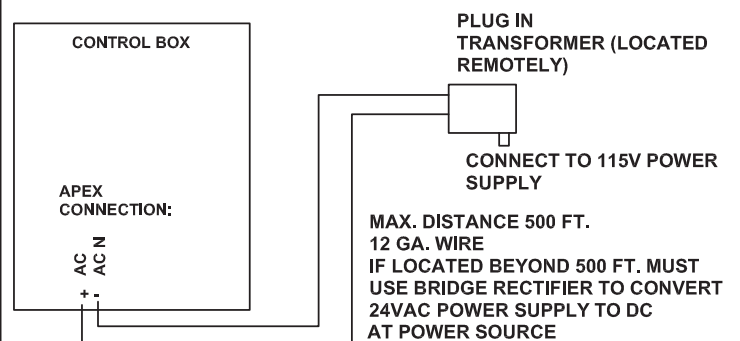 CONTROL BOX
PLUG IN
TRANSFORMER (LOCATED
REMOTELY)
CONNECT TO 115V POWER
SUPPLY
APEX
CONNECTION:
+ AC
- AC N
MAX. DISTANCE 500 FT.
12 GA. WIRE
IF LOCATED BEYOND 500 FT. MUST
USE BRIDGE RECTIFIER TO CONVERT
24VAC POWER SUPPLY TO DC
AT POWER SOURCE